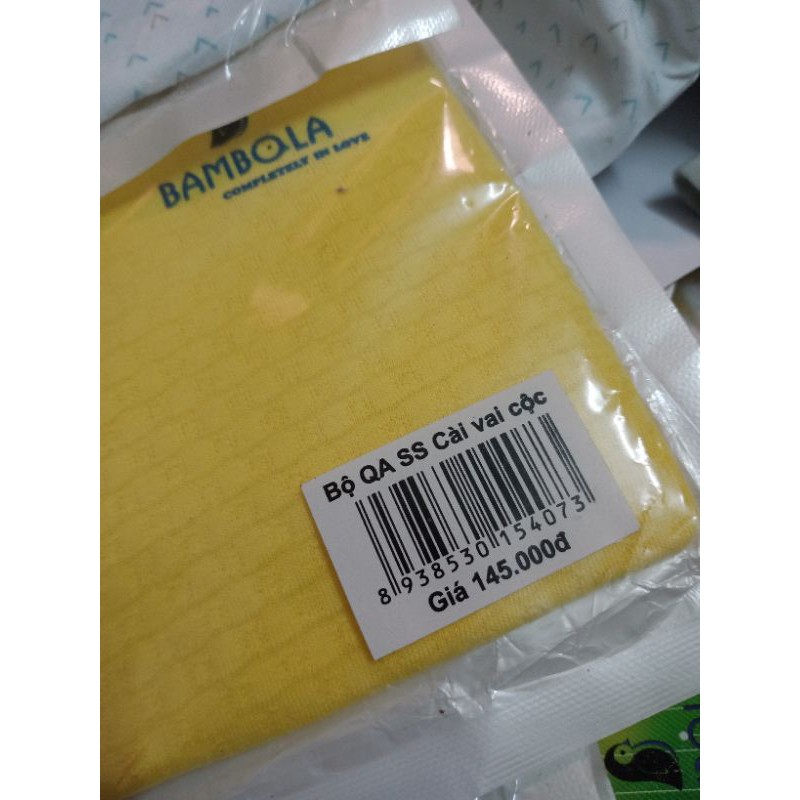 BAMBOLA
COMPLETELY IN LOVE
Bộ QA SS Cài vai cộc
8 938530 154073
Giá 145.000đ